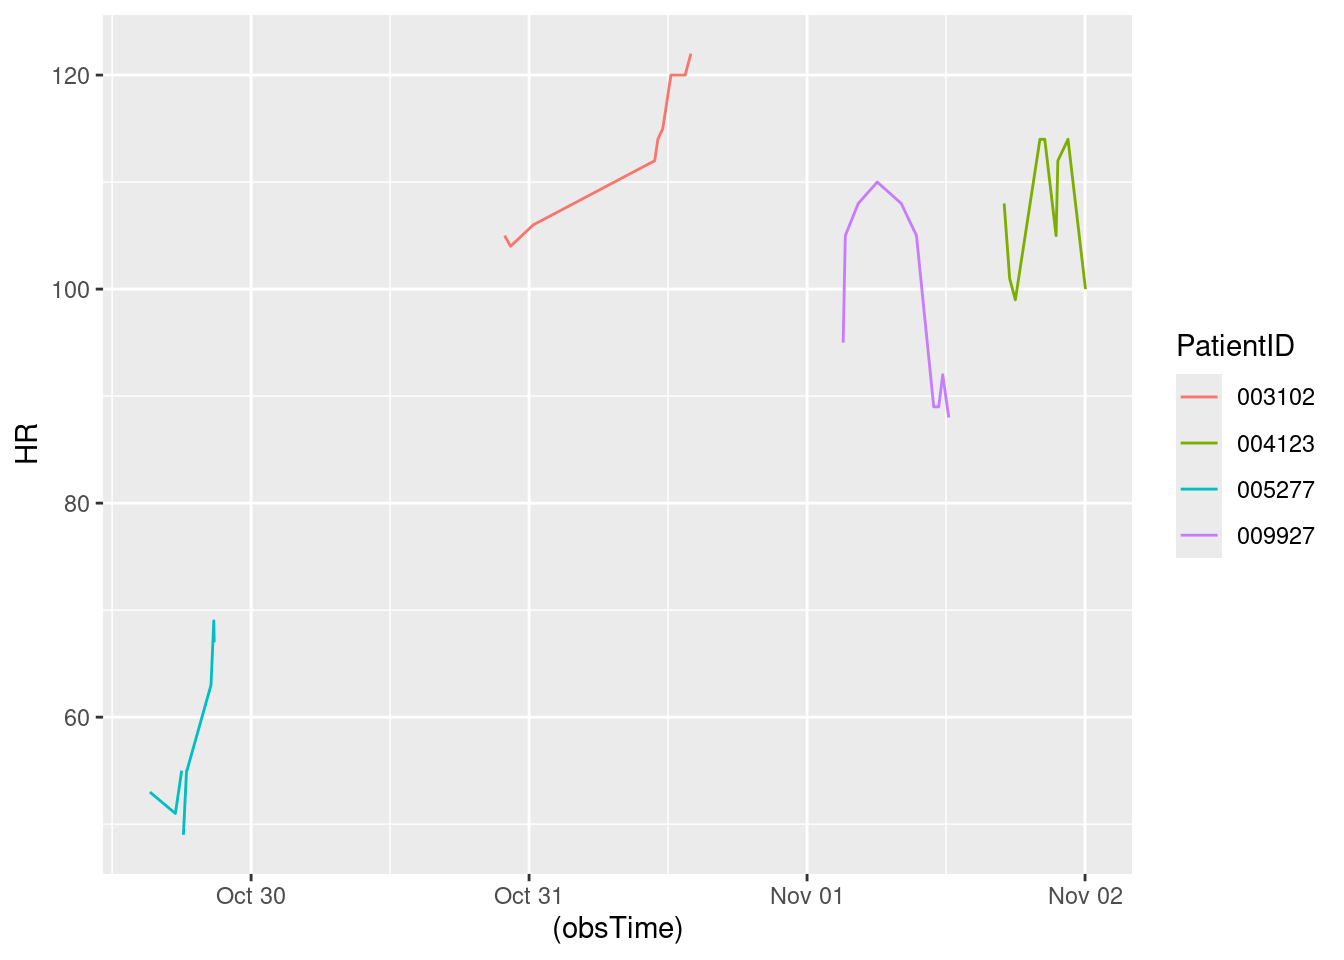 120
100
80
60
HR
Oct 30
Oct 31
Nov 01
Nov 02
(obsTime)
PatientID
003102
004123
005277
009927